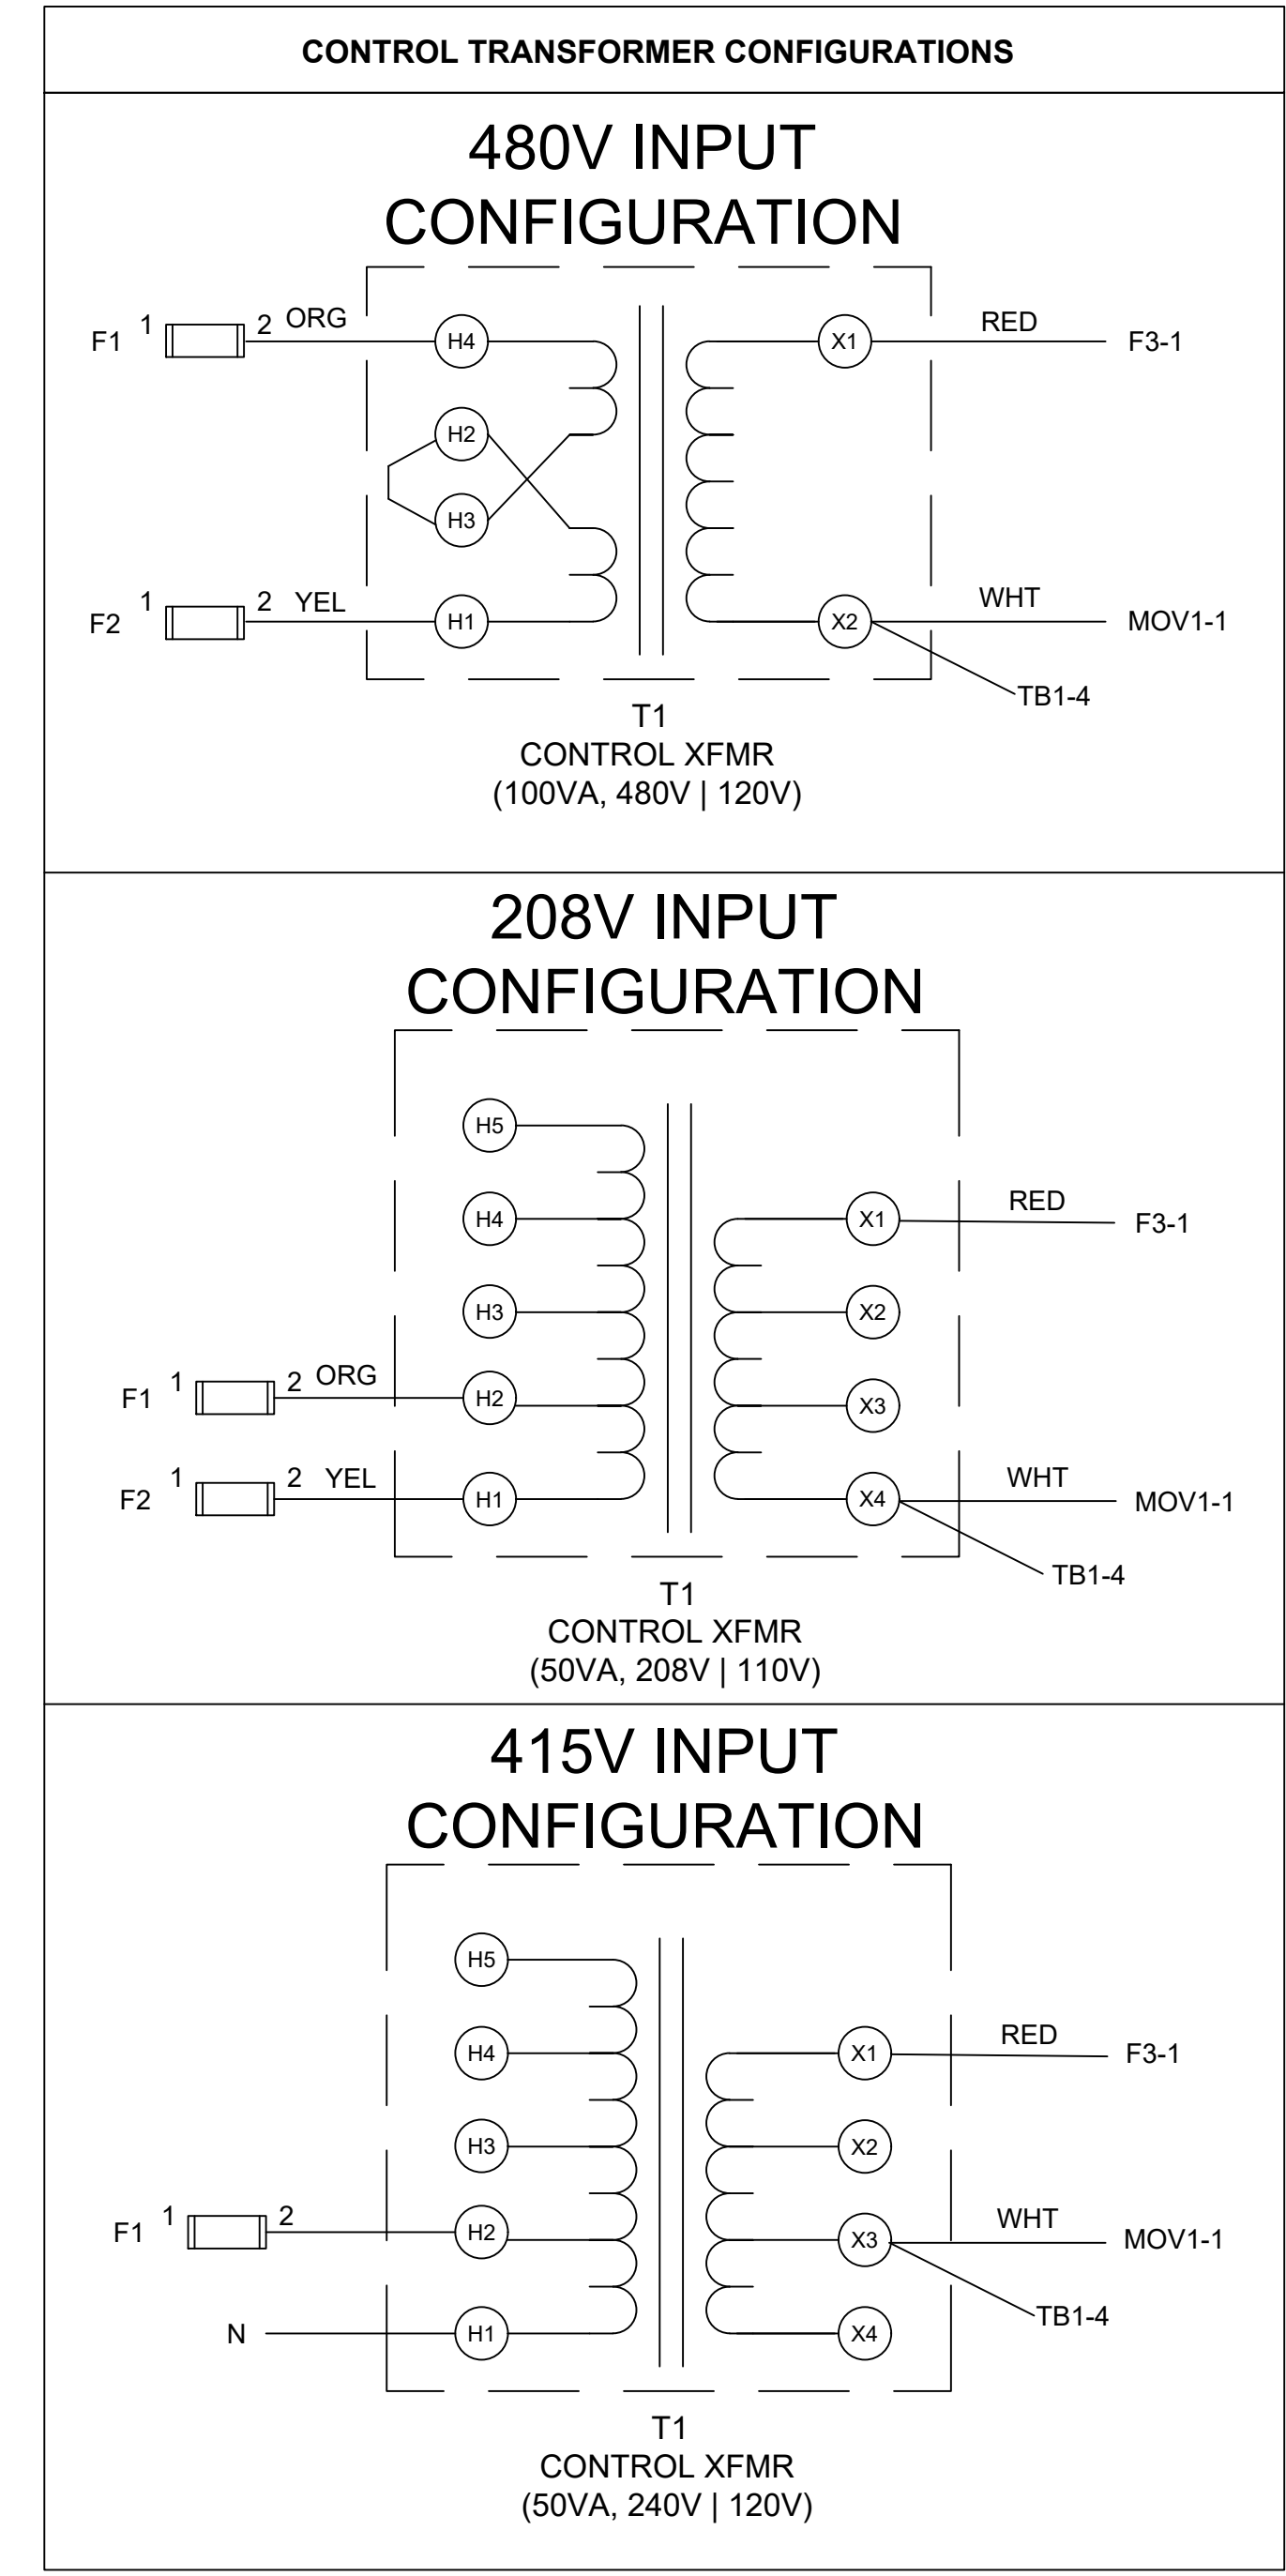 CONTROL TRANSFORMER CONFIGURATIONS
480V INPUT
CONFIGURATION
F1 1 2 ORG H4 X1 RED F3-1
H2
H3
F2 1 2 YEL H1 X2 WHT MOV1-1
TB1-4
T1
CONTROL XFMR
(100VA, 480V | 120V)
208V INPUT
CONFIGURATION
H5
H4 X1 RED F3-1
H3 X2
F1 1 2 ORG H2 X3
F2 1 2 YEL H1 X4 WHT MOV1-1
TB1-4
T1
CONTROL XFMR
(50VA, 208V | 110V)
415V INPUT
CONFIGURATION
H5
H4 X1 RED F3-1
H3 X2
F1 1 2 H2 X3 WHT MOV1-1
TB1-4
N H1 X4
T1
CONTROL XFMR
(50VA, 240V | 120V)